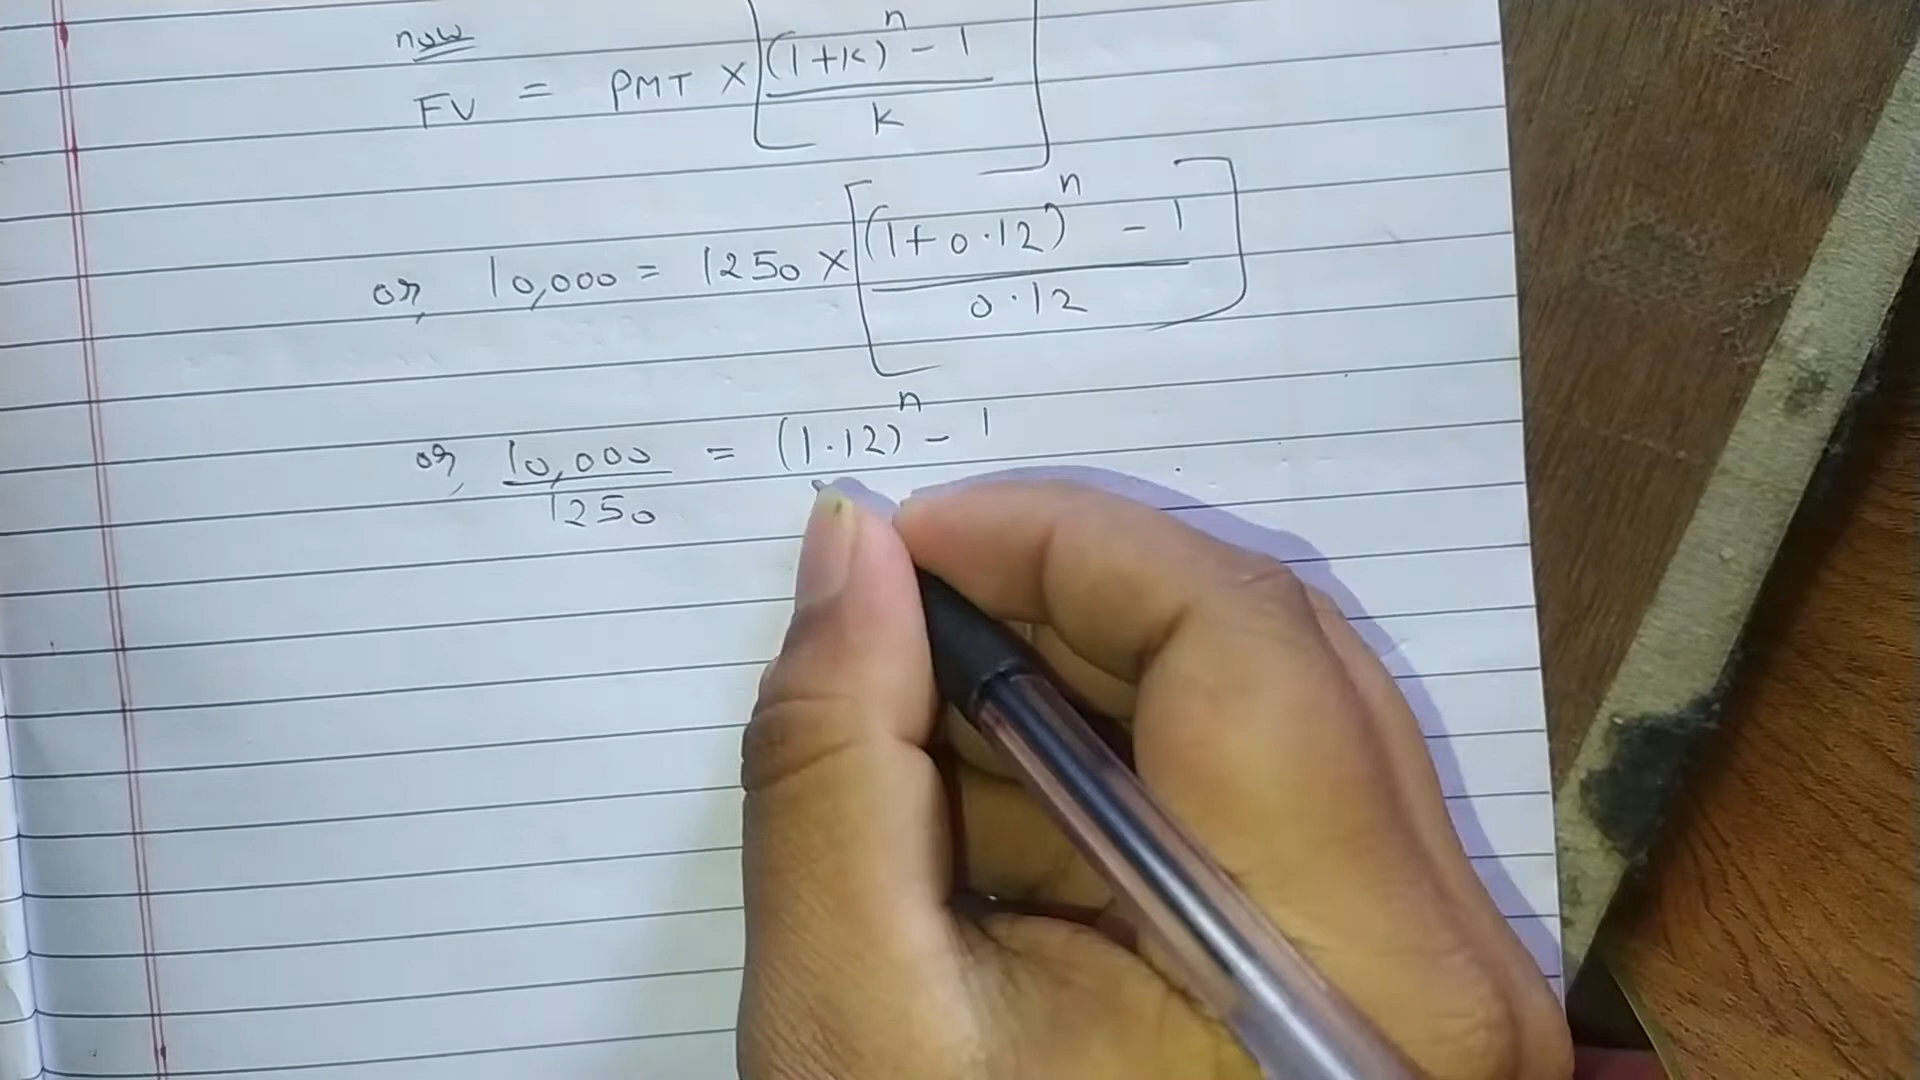 now
FV = PMT × [(1+k)^n - 1 / k]
or, 10,000 = 1250 × [(1+0.12)^n - 1 / 0.12]
or, 10,000 / 1250 = (1.12)^n - 1